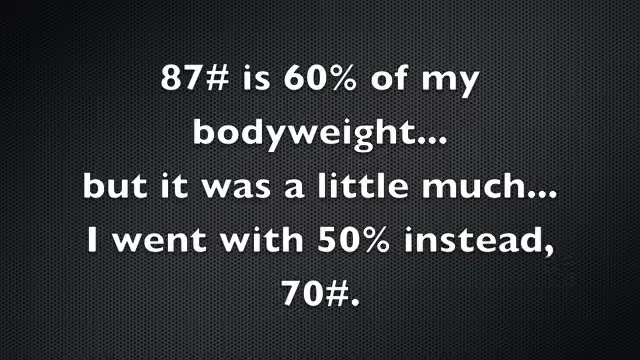 87# is 60% of my
bodyweight...
but it was a little much...
I went with 50% instead,
70#.